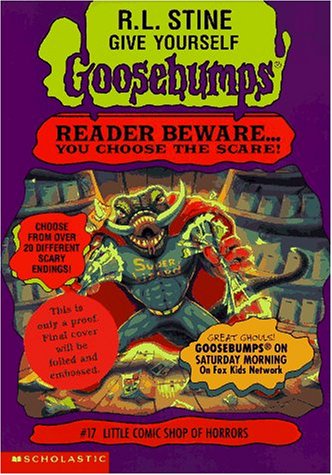 R.L. STINE
GIVE YOURSELF
Goosebumps®
READER BEWARE...
YOU CHOOSE THE SCARE!
CHOOSE
FROM OVER
20 DIFFERENT
SCARY
ENDINGS!
SUPER
This is
only a proof.
Final cover
will be
foiled and
embossed.
GREAT GHOULS!
GOOSEBUMPS® ON
SATURDAY MORNING
On Fox Kids Network
#17 LITTLE COMIC SHOP OF HORRORS
SCHOLASTIC